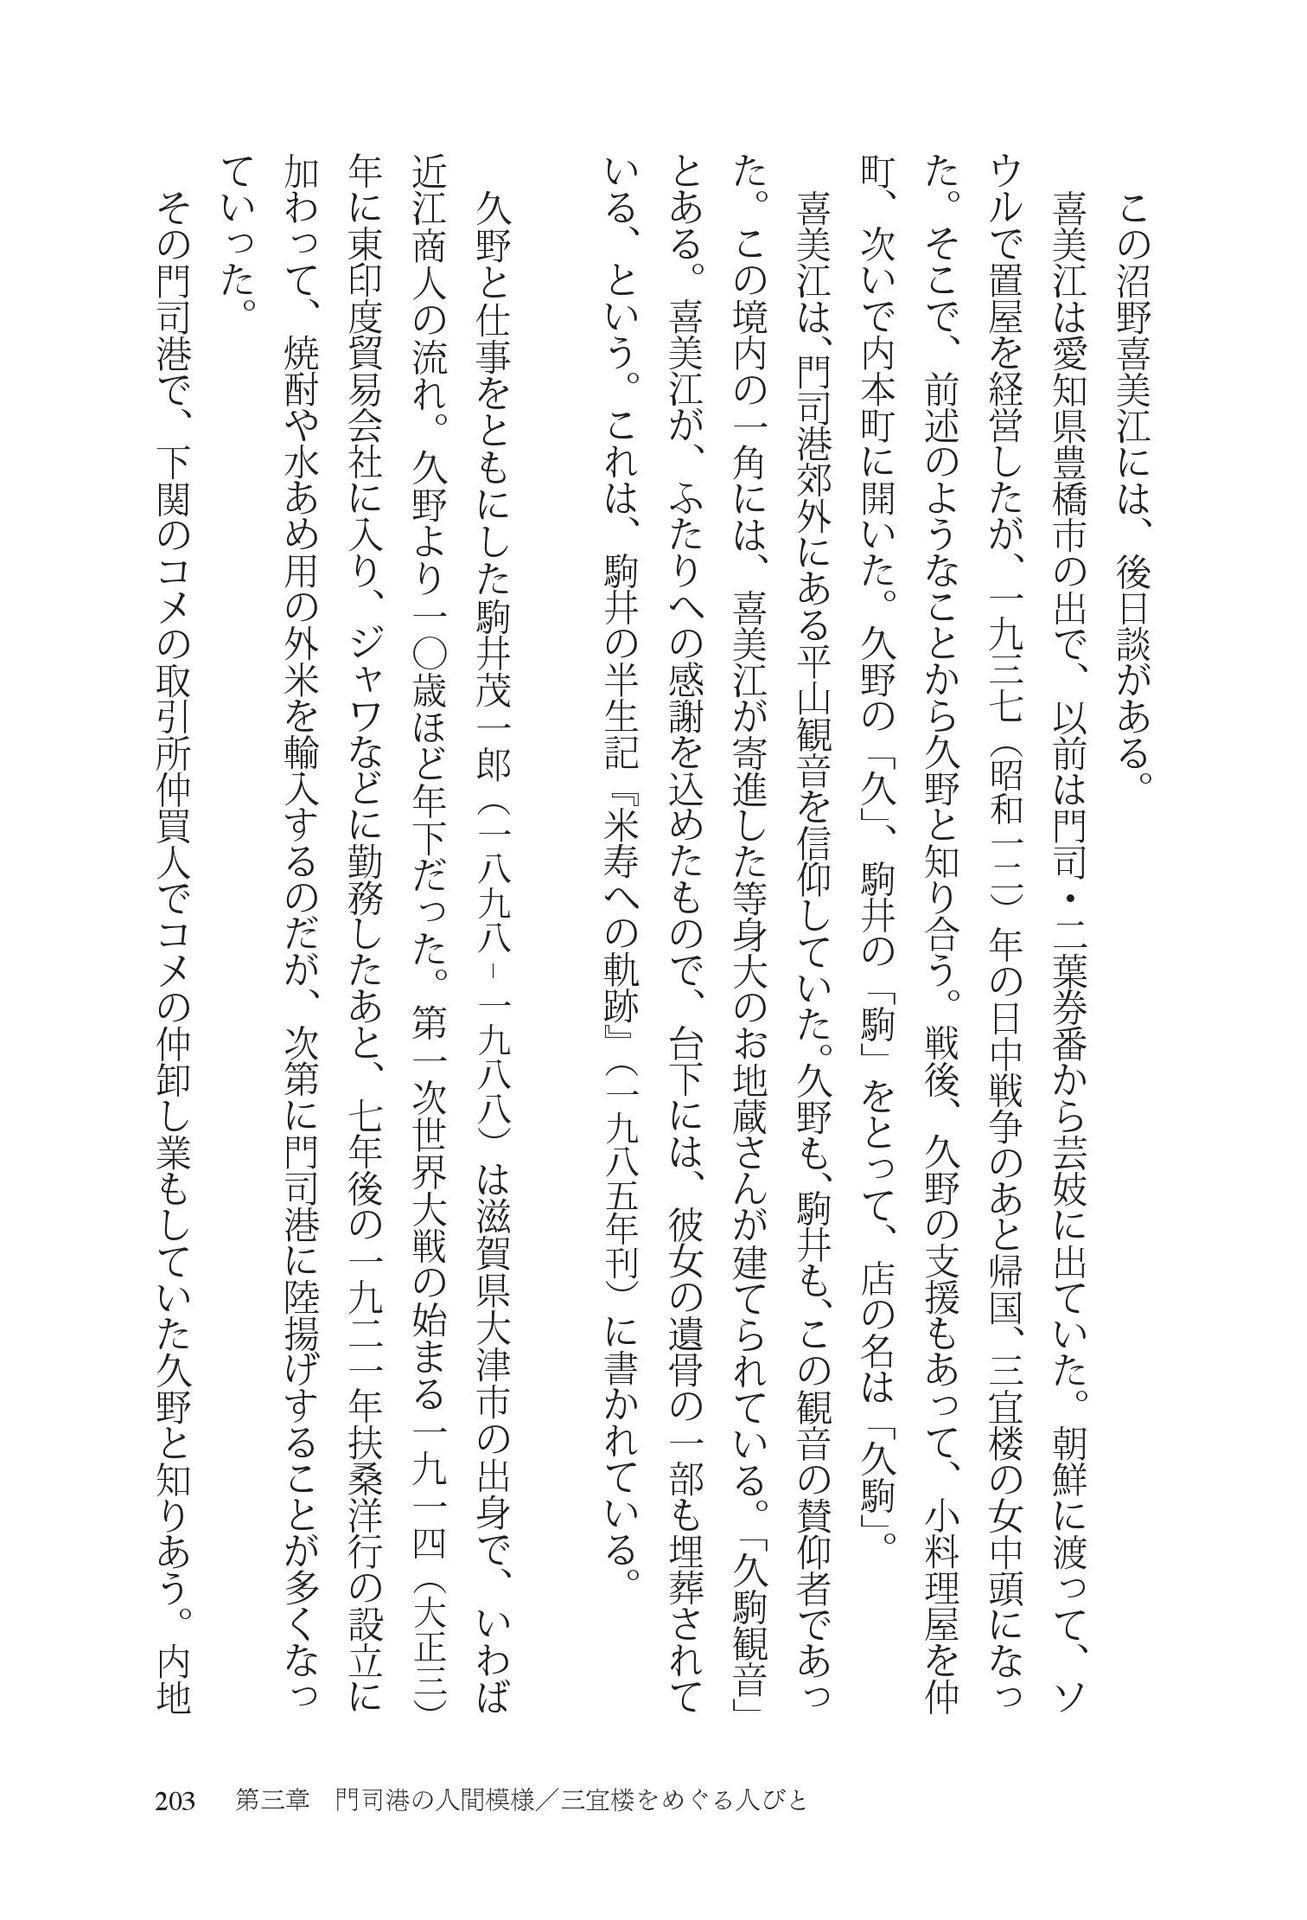 この沼野喜美江には、後日談がある。
喜美江は愛知県豊橋市の出で、以前は門司・二葉券番から芸妓に出ていた。朝鮮に渡って、ソ
ウルで置屋を経営したが、一九三七（昭和一二）年の日中戦争のあと帰国、三宜楼の女中頭になっ
た。そこで、前述のようなことから久野と知り合う。戦後、久野の支援もあって、小料理屋を仲
町、次いで内本町に開いた。久野の「久」、駒井の「駒」をとって、店の名は「久駒」。
喜美江は、門司港郊外にある平山観音を信仰していた。久野も、駒井も、この観音の賛仰者であっ
た。この境内の一角には、喜美江が寄進した等身大のお地蔵さんが建てられている。「久駒観音」
とある。喜美江が、ふたりへの感謝を込めたもので、台下には、彼女の遺骨の一部も埋葬されて
いる、という。これは、駒井の半生記『米寿への軌跡』（一九八五年刊）に書かれている。
久野と仕事をともにした駒井茂一郎（一八九八－一九八八）は滋賀県大津市の出身で、いわば
近江商人の流れ。久野より一〇歳ほど年下だった。第一次世界大戦の始まる一九一四（大正三）
年に東印度貿易会社に入り、ジャワなどに勤務したあと、七年後の一九二一年扶桑洋行の設立に
加わって、焼酎や水あめ用の外米を輸入するのだが、次第に門司港に陸揚げすることが多くなっ
ていった。
その門司港で、下関のコメの取引所仲買人でコメの仲卸し業もしていた久野と知りあう。内地
203 第三章　門司港の人間模様／三宜楼をめぐる人びと